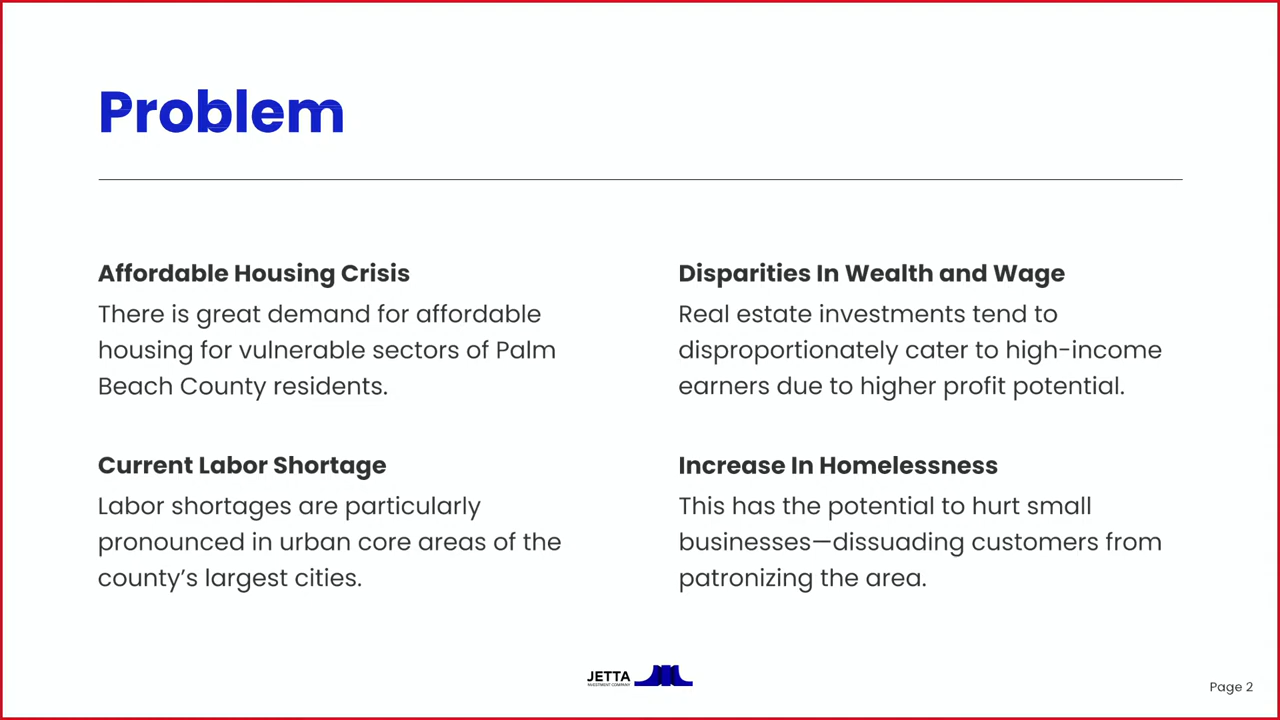 Problem
Affordable Housing Crisis
There is great demand for affordable
housing for vulnerable sectors of Palm
Beach County residents.
Disparities In Wealth and Wage
Real estate investments tend to
disproportionately cater to high-income
earners due to higher profit potential.
Current Labor Shortage
Labor shortages are particularly
pronounced in urban core areas of the
county's largest cities.
Increase In Homelessness
This has the potential to hurt small
businesses—dissuading customers from
patronizing the area.
JETTA
INVESTMENT COMPANY
Page 2